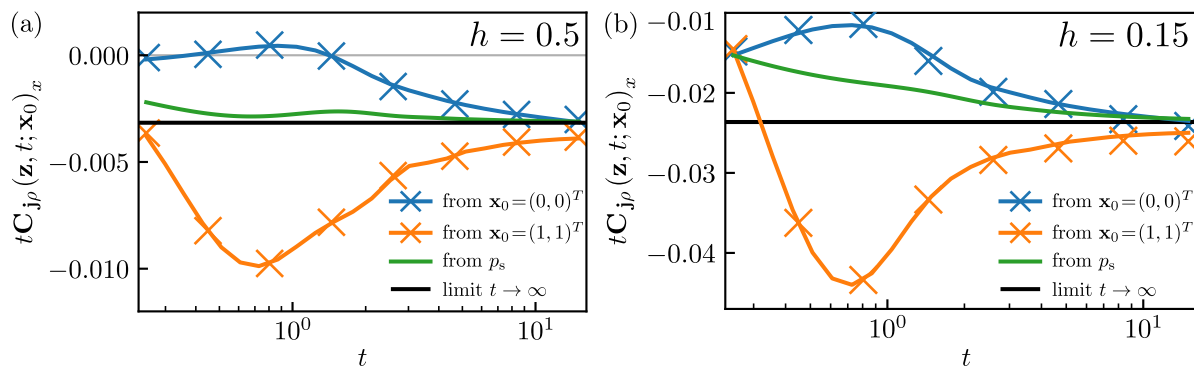 (a)
h = 0.5
0.000
−0.005
−0.010
tC_{jρ}(z, t; x_0)_x
from x_0=(0, 0)^T
from x_0=(1, 1)^T
from p_s
limit t → ∞
10^0
10^1
t
(b)
h = 0.15
−0.01
−0.02
−0.03
−0.04
tC_{jρ}(z, t; x_0)_x
from x_0=(0, 0)^T
from x_0=(1, 1)^T
from p_s
limit t → ∞
10^0
10^1
t